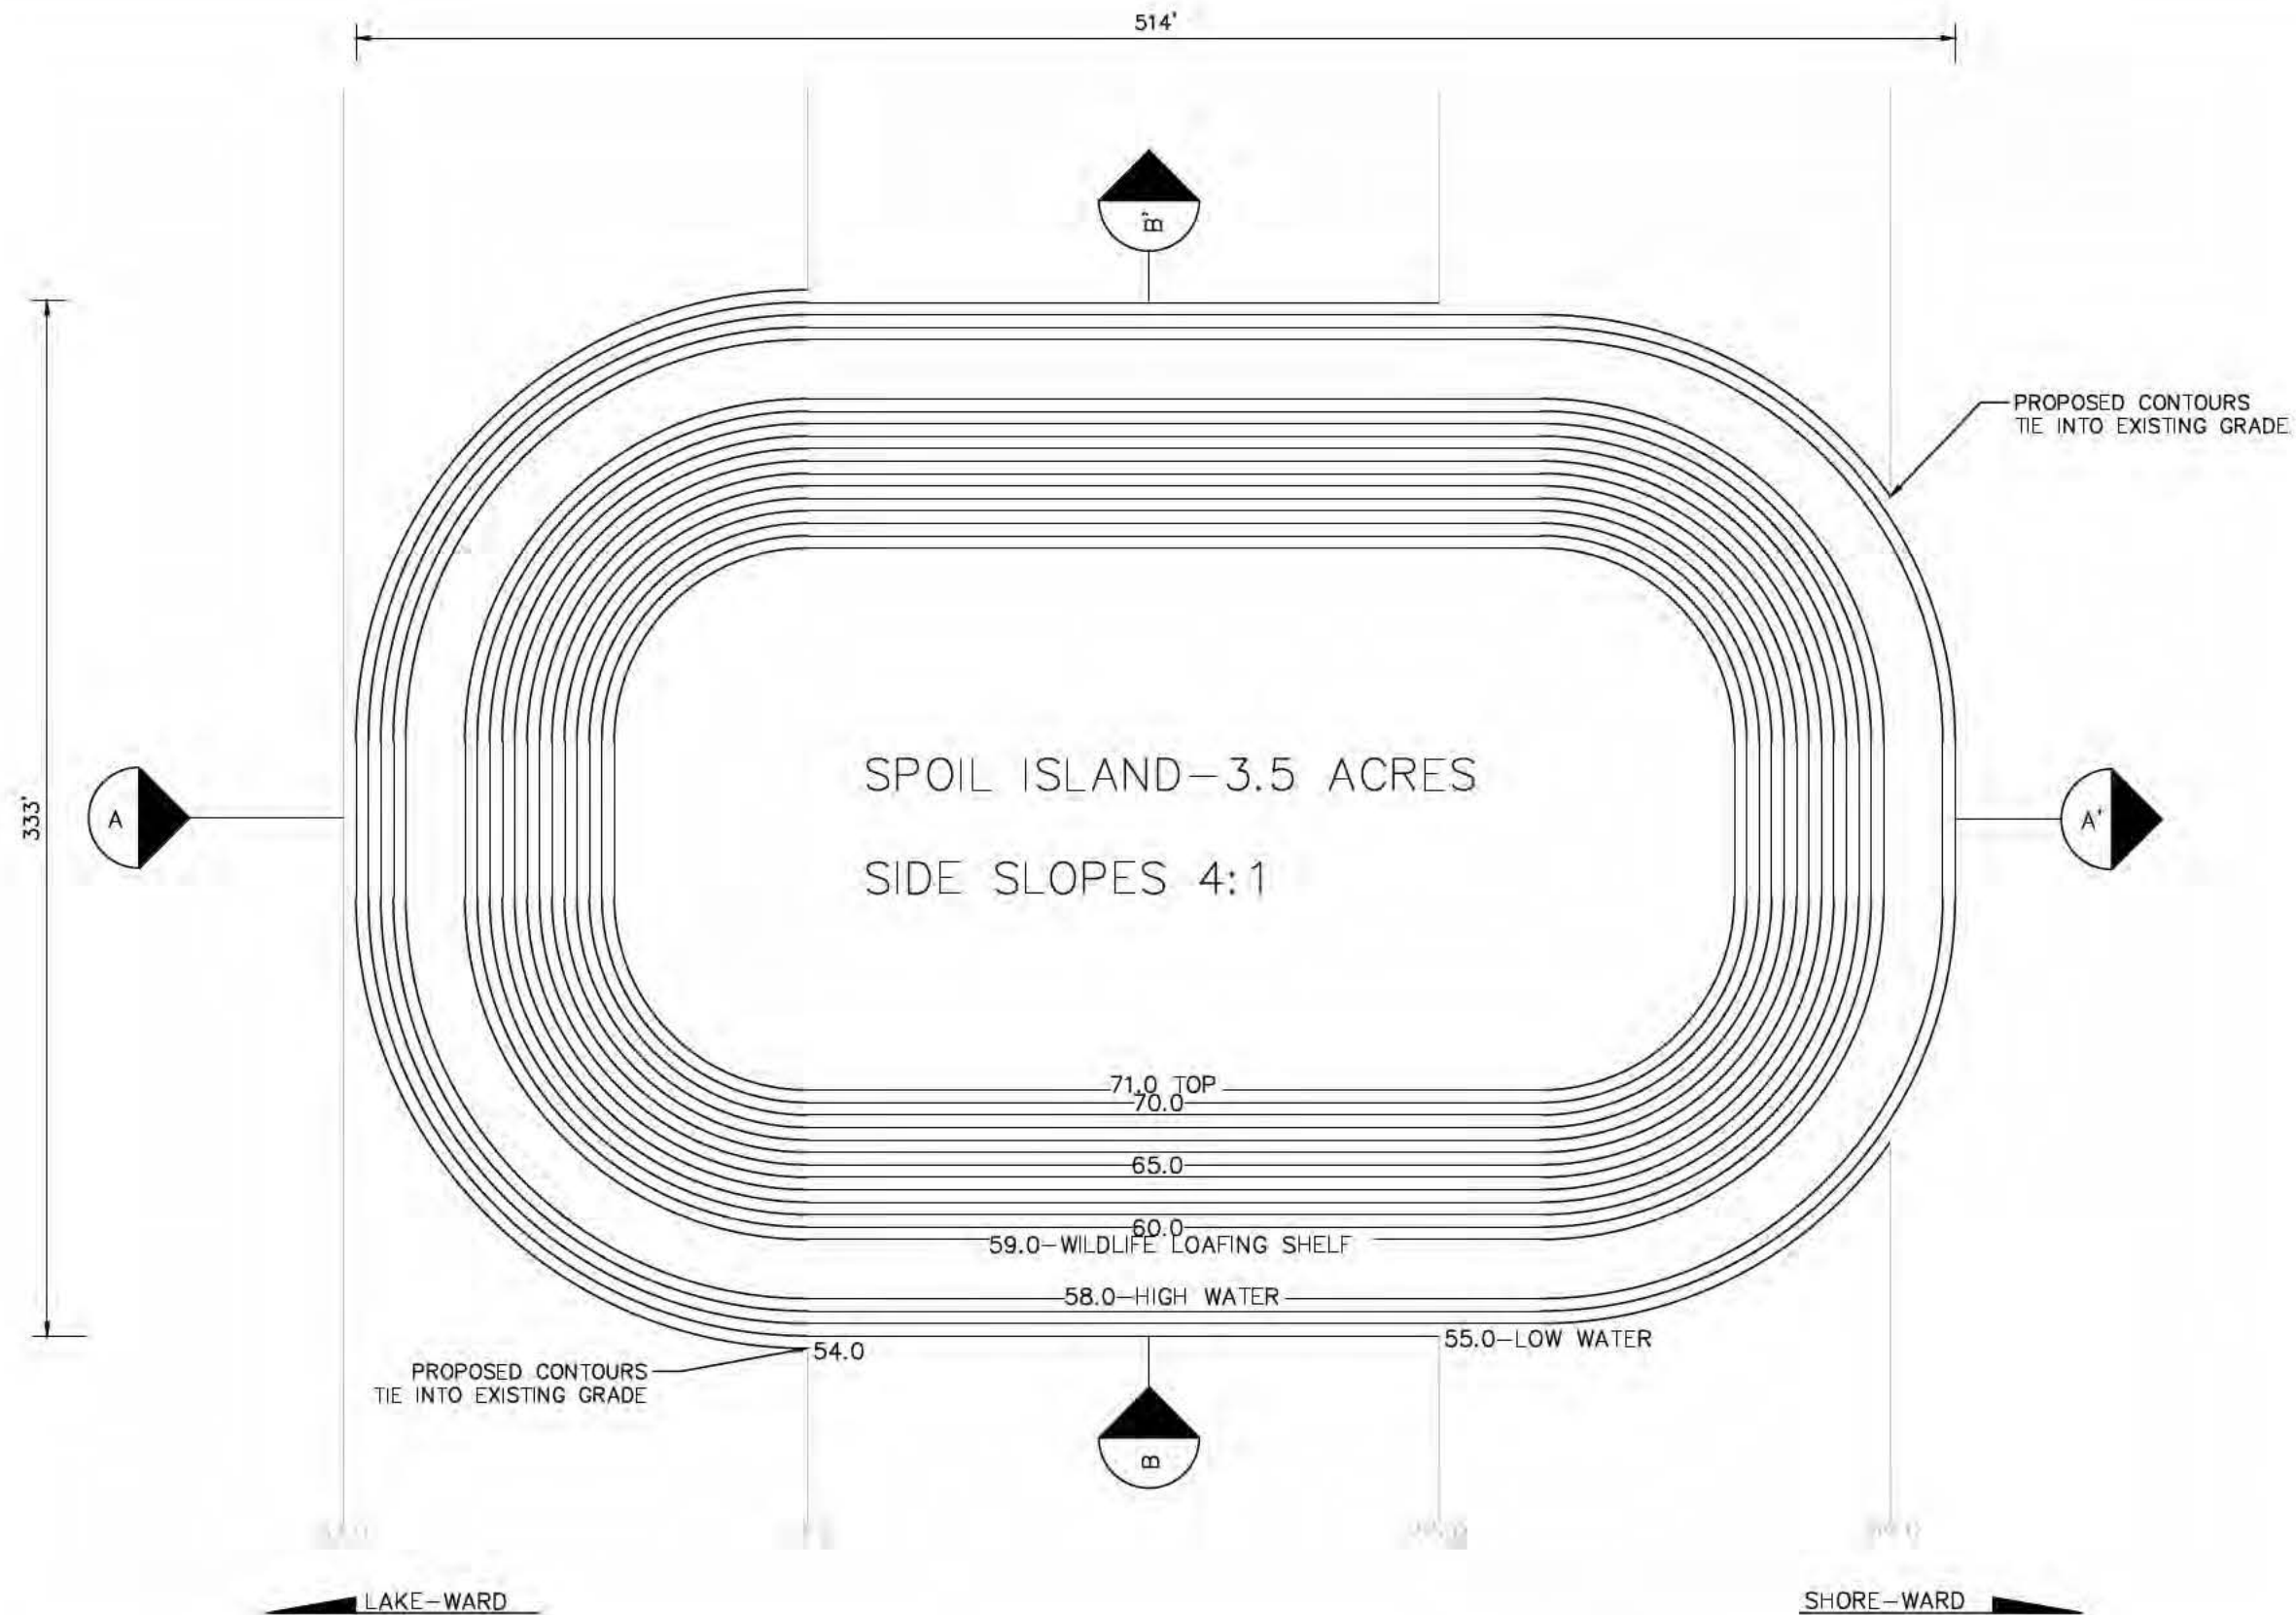 514'
B'
PROPOSED CONTOURS
TIE INTO EXISTING GRADE
SPOIL ISLAND-3.5 ACRES
333'
A
A'
SIDE SLOPES 4:1
71.0 TOP
70.0
65.0
60.0
59.0-WILDLIFE LOAFING SHELF
58.0-HIGH WATER
55.0-LOW WATER
54.0
PROPOSED CONTOURS
TIE INTO EXISTING GRADE
B
LAKE-WARD
SHORE-WARD